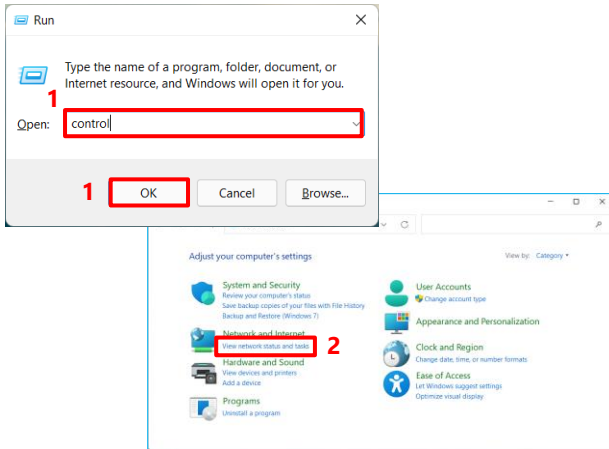 Run
Type the name of a program, folder, document, or
Internet resource, and Windows will open it for you.
1
Open: control
1 OK Cancel Browse...
Adjust your computer's settings
View by: Category
System and Security
Review your computer's status
Save backup copies of your files with File History
Backup and Restore (Windows 7)
Network and Internet
View network status and tasks
2
Hardware and Sound
View devices and printers
Add a device
Programs
Uninstall a program
User Accounts
Change account type
Appearance and Personalization
Clock and Region
Change date, time, or number formats
Ease of Access
Let Windows suggest settings
Optimize visual display